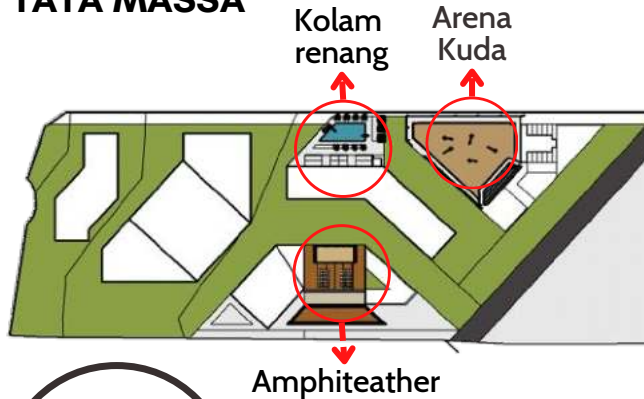 TATA MASSA
Kolam
renang
Arena
Kuda
Amphiteather